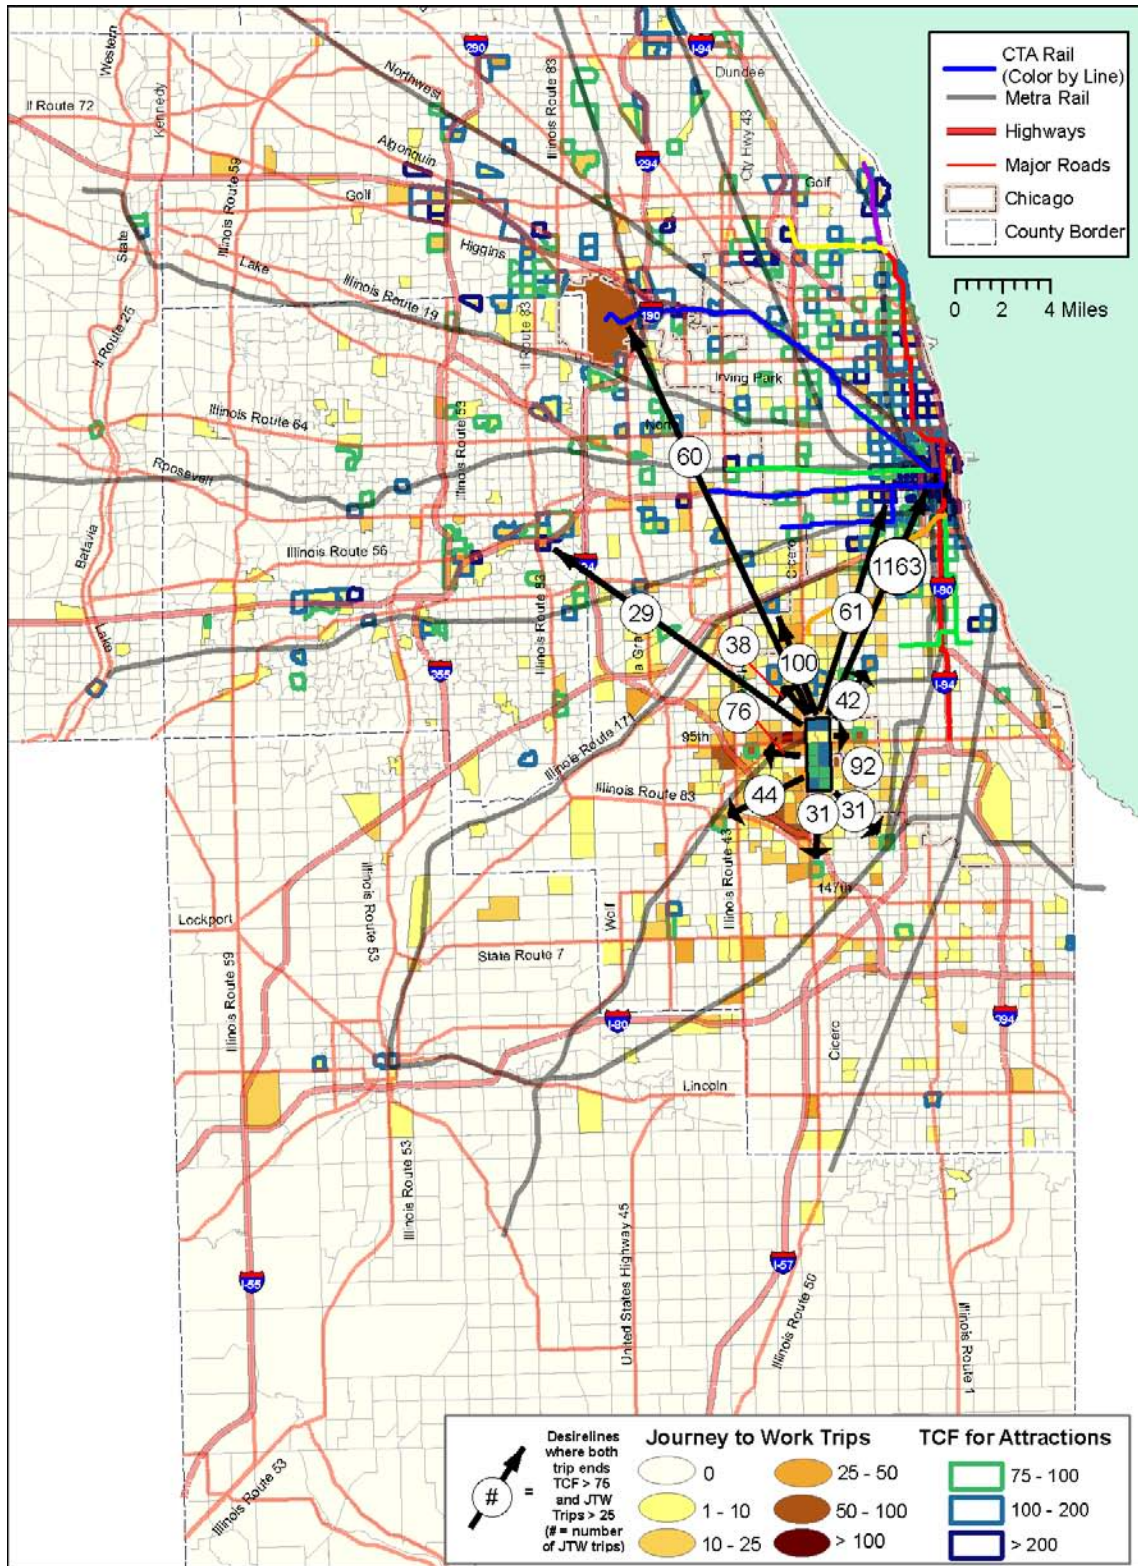 290
I-94
Dundee
Western
Kennedy
Northwest
Illinois Route 83
Il Route 72
Algonquin
Illinois Route 59
294
Cty Hwy 43
Golf
Golf
State
Higgins
Lake
Illinois Route 19
190
Il Route 83
Il Route 25
Irving Park
Illinois Route 64
Illinois Route 53
North
60
Roosevelt
Batavia
Illinois Route 56
Cicero
1163
I-90
Illinois Route 83
29
61
38
100
Lake
355
42
I-94
76
Illinois Route 171
95th
92
Illinois Route 83
44
31
31
Illinois Route 43
147th
Illinois Route 53
Lockport
Wolf
State Route 7
Illinois Route 59
I-80
394
Cicero
Lincoln
Illinois Route 53
United States Highway 45
I-55
I-57
Illinois Route 50
Illinois Route 1
Illinois Route 53
CTA Rail
(Color by Line)
Metra Rail
Highways
Major Roads
Chicago
County Border
0 2 4 Miles
#
=
Desirelines
where both
trip ends
TCF > 75
and JTW
Trips > 25
(# = number
of JTW trips)
Journey to Work Trips
0
1 - 10
10 - 25
25 - 50
50 - 100
> 100
TCF for Attractions
75 - 100
100 - 200
> 200